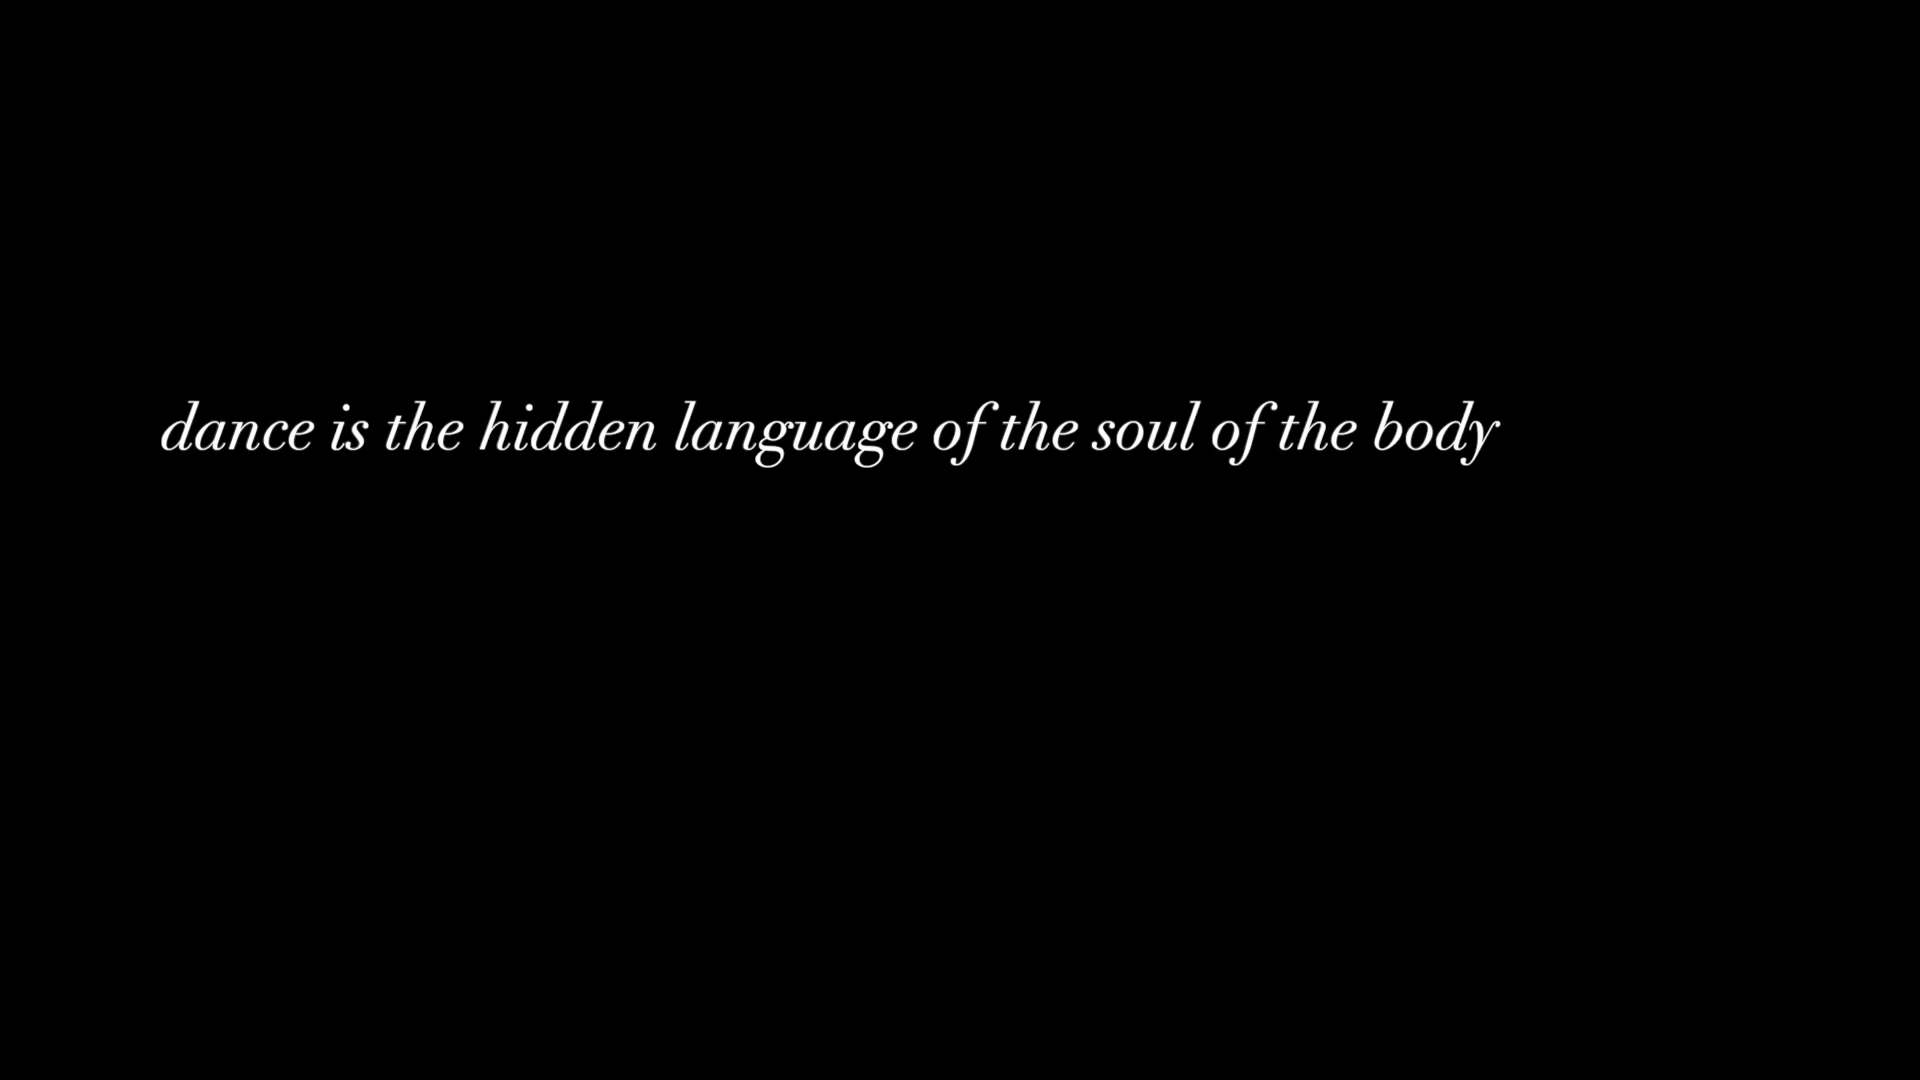 dance is the hidden language of the soul of the body